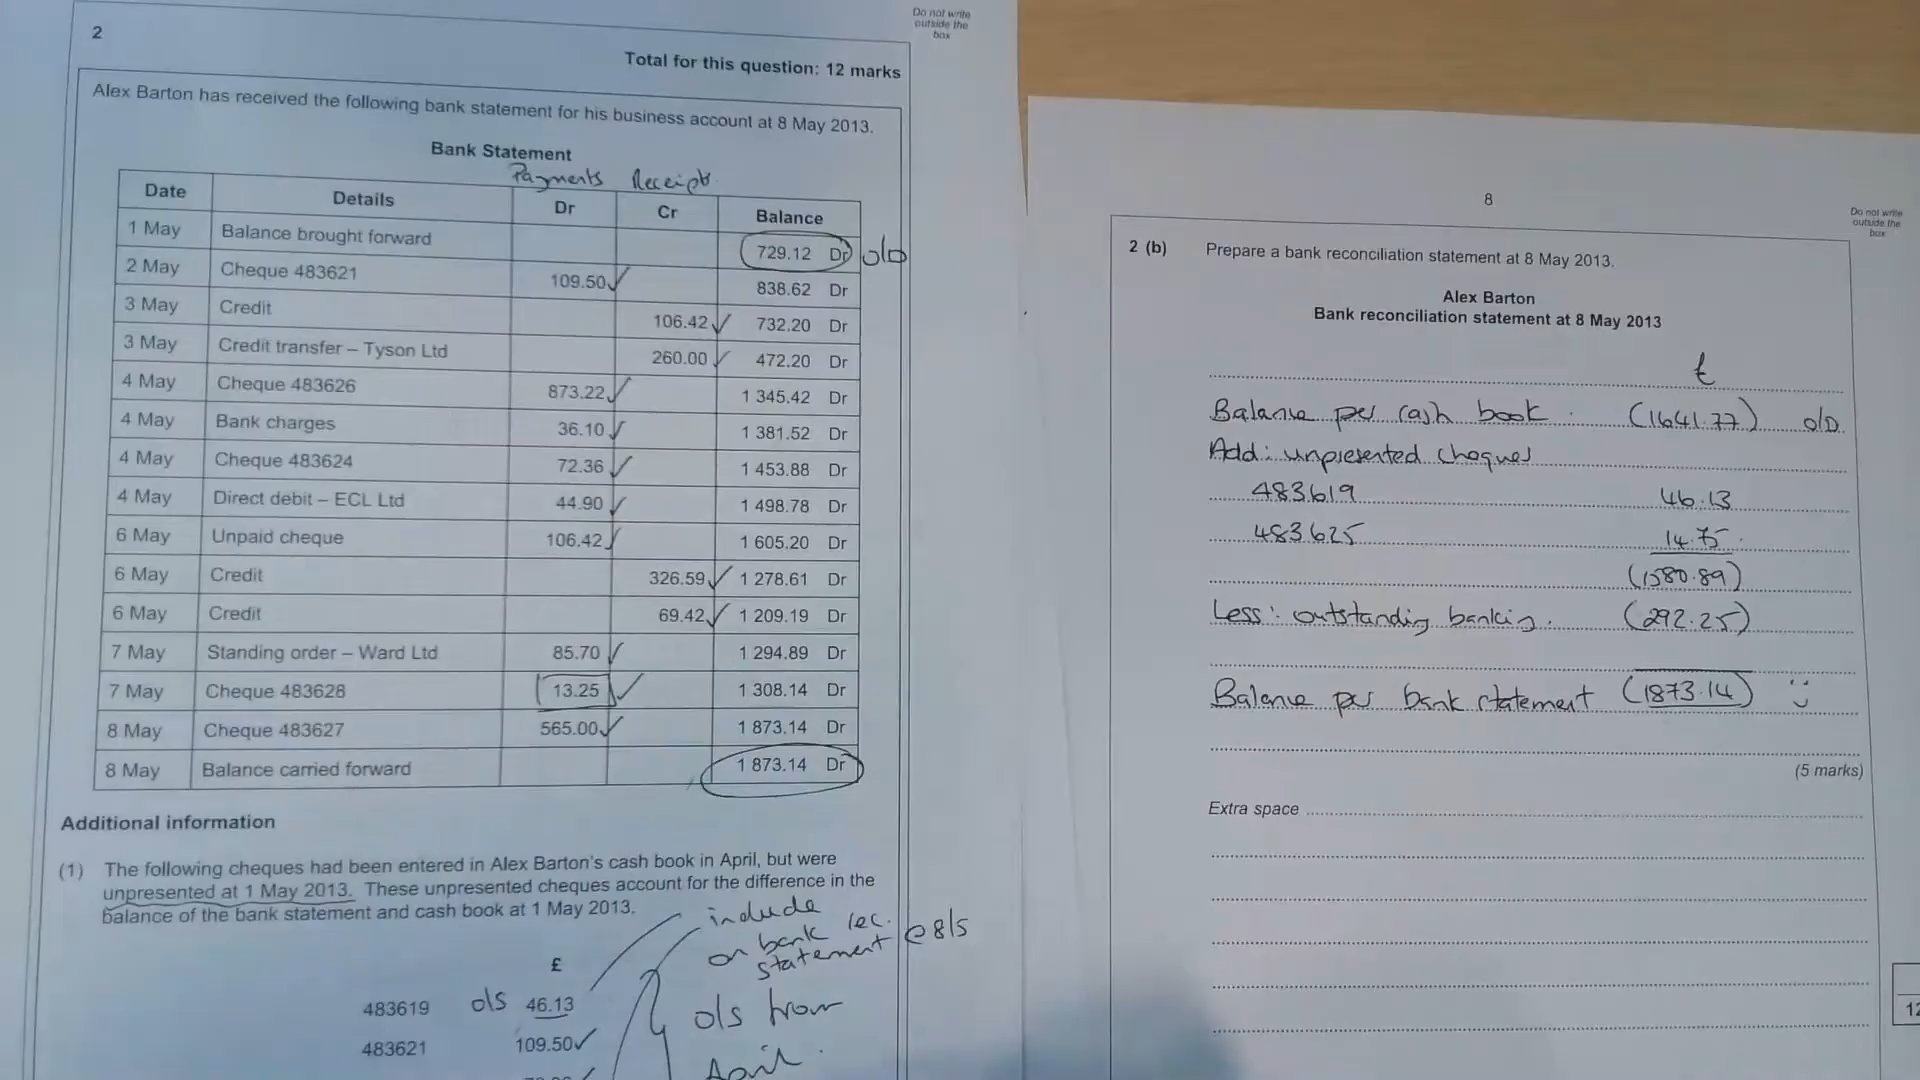 2
Do not write
outside the
box
Total for this question: 12 marks
Alex Barton has received the following bank statement for his business account at 8 May 2013.
Bank Statement
Payments Receipts
Date Details Dr Cr Balance
1 May Balance brought forward 729.12 Dr o/D
2 May Cheque 483621 109.50 ✓ 838.62 Dr
3 May Credit 106.42 ✓ 732.20 Dr
3 May Credit transfer – Tyson Ltd 260.00 ✓ 472.20 Dr
4 May Cheque 483626 873.22 ✓ 1 345.42 Dr
4 May Bank charges 36.10 ✓ 1 381.52 Dr
4 May Cheque 483624 72.36 ✓ 1 453.88 Dr
4 May Direct debit – ECL Ltd 44.90 ✓ 1 498.78 Dr
6 May Unpaid cheque 106.42 ✓ 1 605.20 Dr
6 May Credit 326.59 ✓ 1 278.61 Dr
6 May Credit 69.42 ✓ 1 209.19 Dr
7 May Standing order – Ward Ltd 85.70 ✓ 1 294.89 Dr
7 May Cheque 483628 13.25 ✓ 1 308.14 Dr
8 May Cheque 483627 565.00 ✓ 1 873.14 Dr
8 May Balance carried forward 1 873.14 Dr
Additional information
(1) The following cheques had been entered in Alex Barton's cash book in April, but were
unpresented at 1 May 2013. These unpresented cheques account for the difference in the
balance of the bank statement and cash book at 1 May 2013.
include
on bank rec.
statement @ 8/5
£
483619 o/s 46.13
o/s from
483621 109.50 ✓
April.
8
Do not write
outside the
box
2 (b) Prepare a bank reconciliation statement at 8 May 2013.
Alex Barton
Bank reconciliation statement at 8 May 2013
£
Balance per cash book. (1641.77) o/D
Add: unpresented cheques
483619 46.13
483625 14.75
(1580.89)
Less: outstanding banking. (292.25)
Balance per bank statement (1873.14)
(5 marks)
Extra space
12